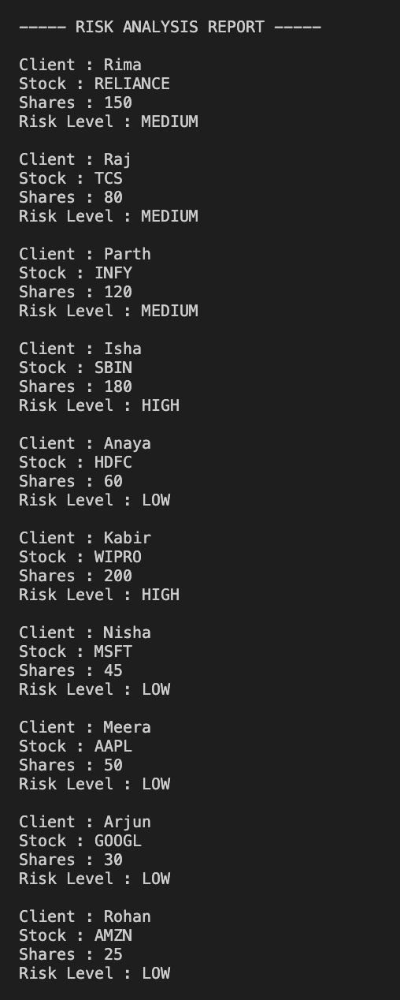 ----- RISK ANALYSIS REPORT -----
Client : Rima
Stock : RELIANCE
Shares : 150
Risk Level : MEDIUM
Client : Raj
Stock : TCS
Shares : 80
Risk Level : MEDIUM
Client : Parth
Stock : INFY
Shares : 120
Risk Level : MEDIUM
Client : Isha
Stock : SBIN
Shares : 180
Risk Level : HIGH
Client : Anaya
Stock : HDFC
Shares : 60
Risk Level : LOW
Client : Kabir
Stock : WIPRO
Shares : 200
Risk Level : HIGH
Client : Nisha
Stock : MSFT
Shares : 45
Risk Level : LOW
Client : Meera
Stock : AAPL
Shares : 50
Risk Level : LOW
Client : Arjun
Stock : GOOGL
Shares : 30
Risk Level : LOW
Client : Rohan
Stock : AMZN
Shares : 25
Risk Level : LOW